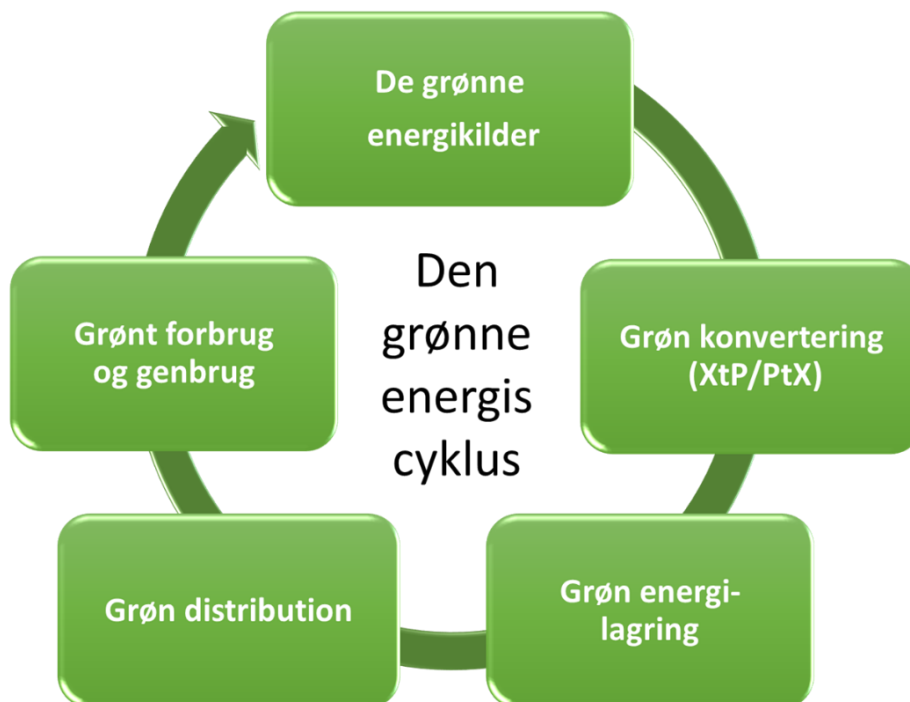 De grønne
energikilder
Grøn konvertering
(XtP/PtX)
Grøn energi-
lagring
Grøn distribution
Grønt forbrug
og genbrug
Den
grønne
energis
cyklus